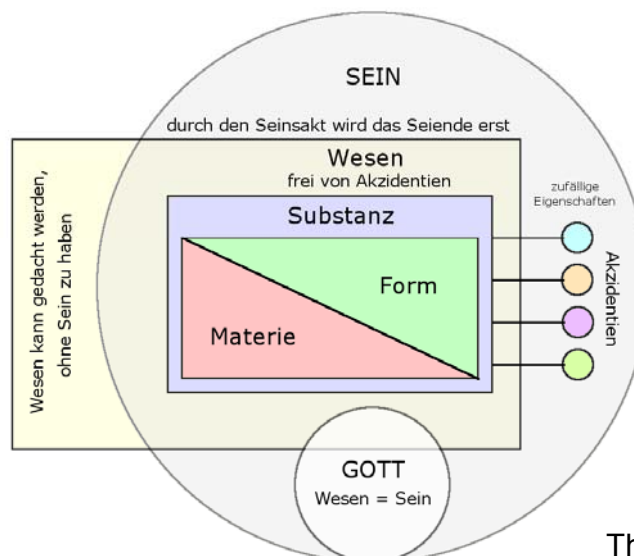 SEIN
durch den Seinsakt wird das Seiende erst
Wesen
frei von Akzidentien
Wesen kann gedacht werden,
ohne Sein zu haben
Substanz
Form
Materie
zufällige
Eigenschaften
Akzidentien
GOTT
Wesen = Sein
Th